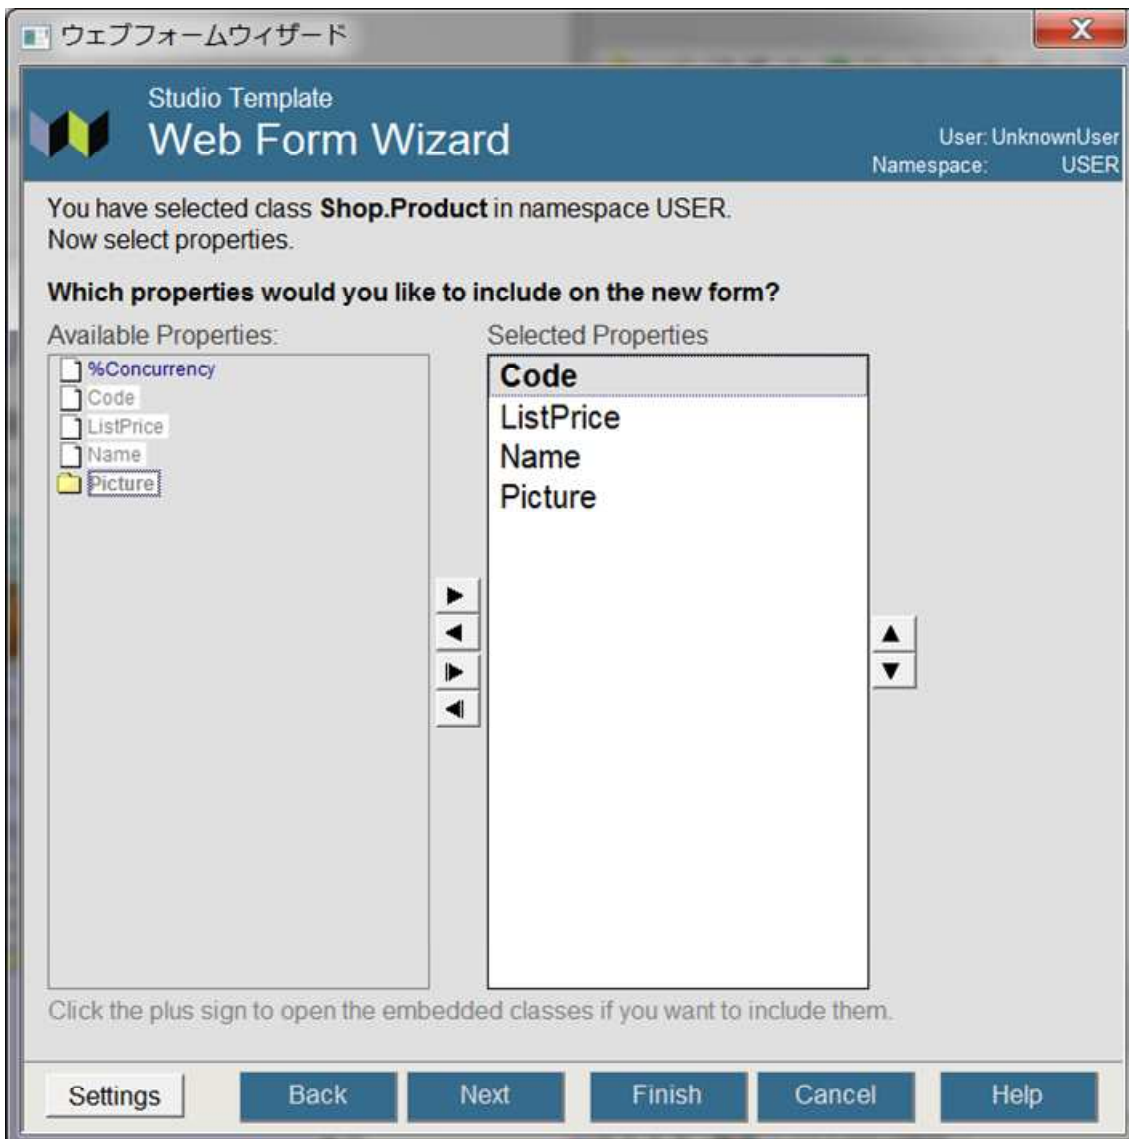 ウェブフォームウィザード
Studio Template
Web Form Wizard
User: UnknownUser
Namespace: USER
You have selected class Shop.Product in namespace USER.
Now select properties.
Which properties would you like to include on the new form?
Available Properties:
%Concurrency
Code
ListPrice
Name
Picture
Selected Properties
Code
ListPrice
Name
Picture
Click the plus sign to open the embedded classes if you want to include them.
Settings Back Next Finish Cancel Help